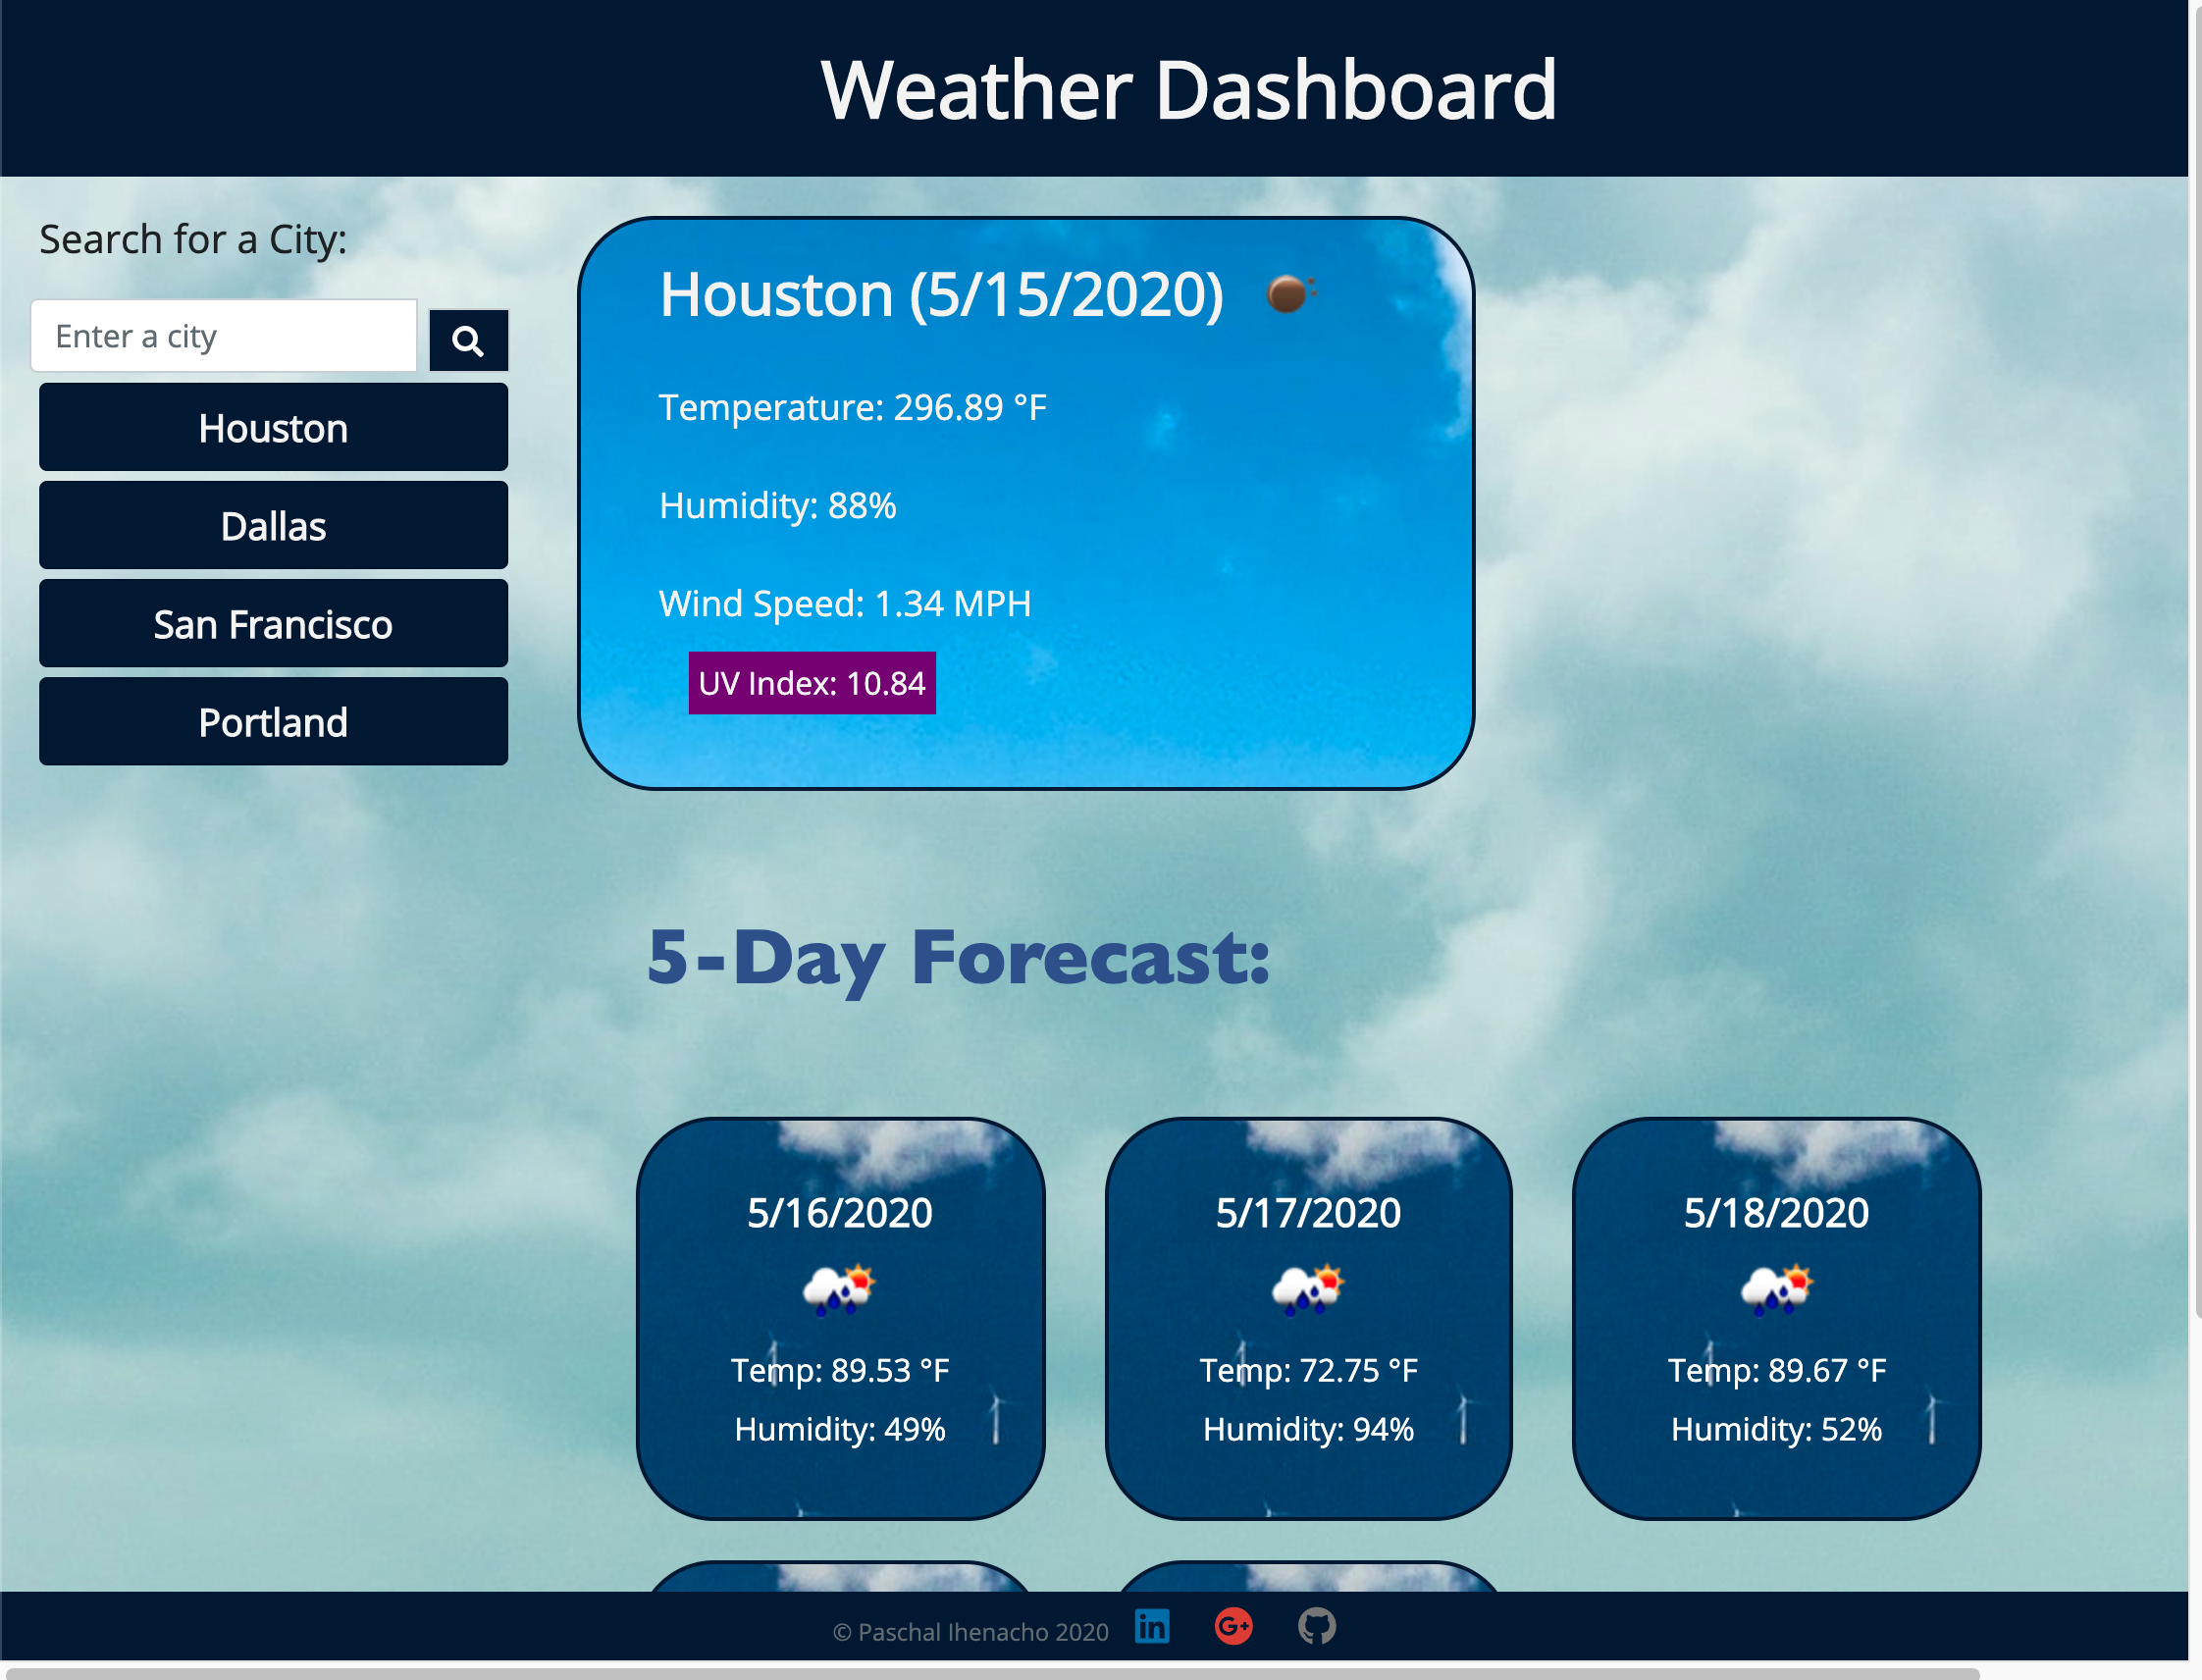 Weather Dashboard
Search for a City:
Enter a city
Houston
Dallas
San Francisco
Portland
Houston (5/15/2020)
Temperature: 296.89 °F
Humidity: 88%
Wind Speed: 1.34 MPH
UV Index: 10.84
5-Day Forecast:
5/16/2020
Temp: 89.53 °F
Humidity: 49%
5/17/2020
Temp: 72.75 °F
Humidity: 94%
5/18/2020
Temp: 89.67 °F
Humidity: 52%
© Paschal Ihenacho 2020
in
G+